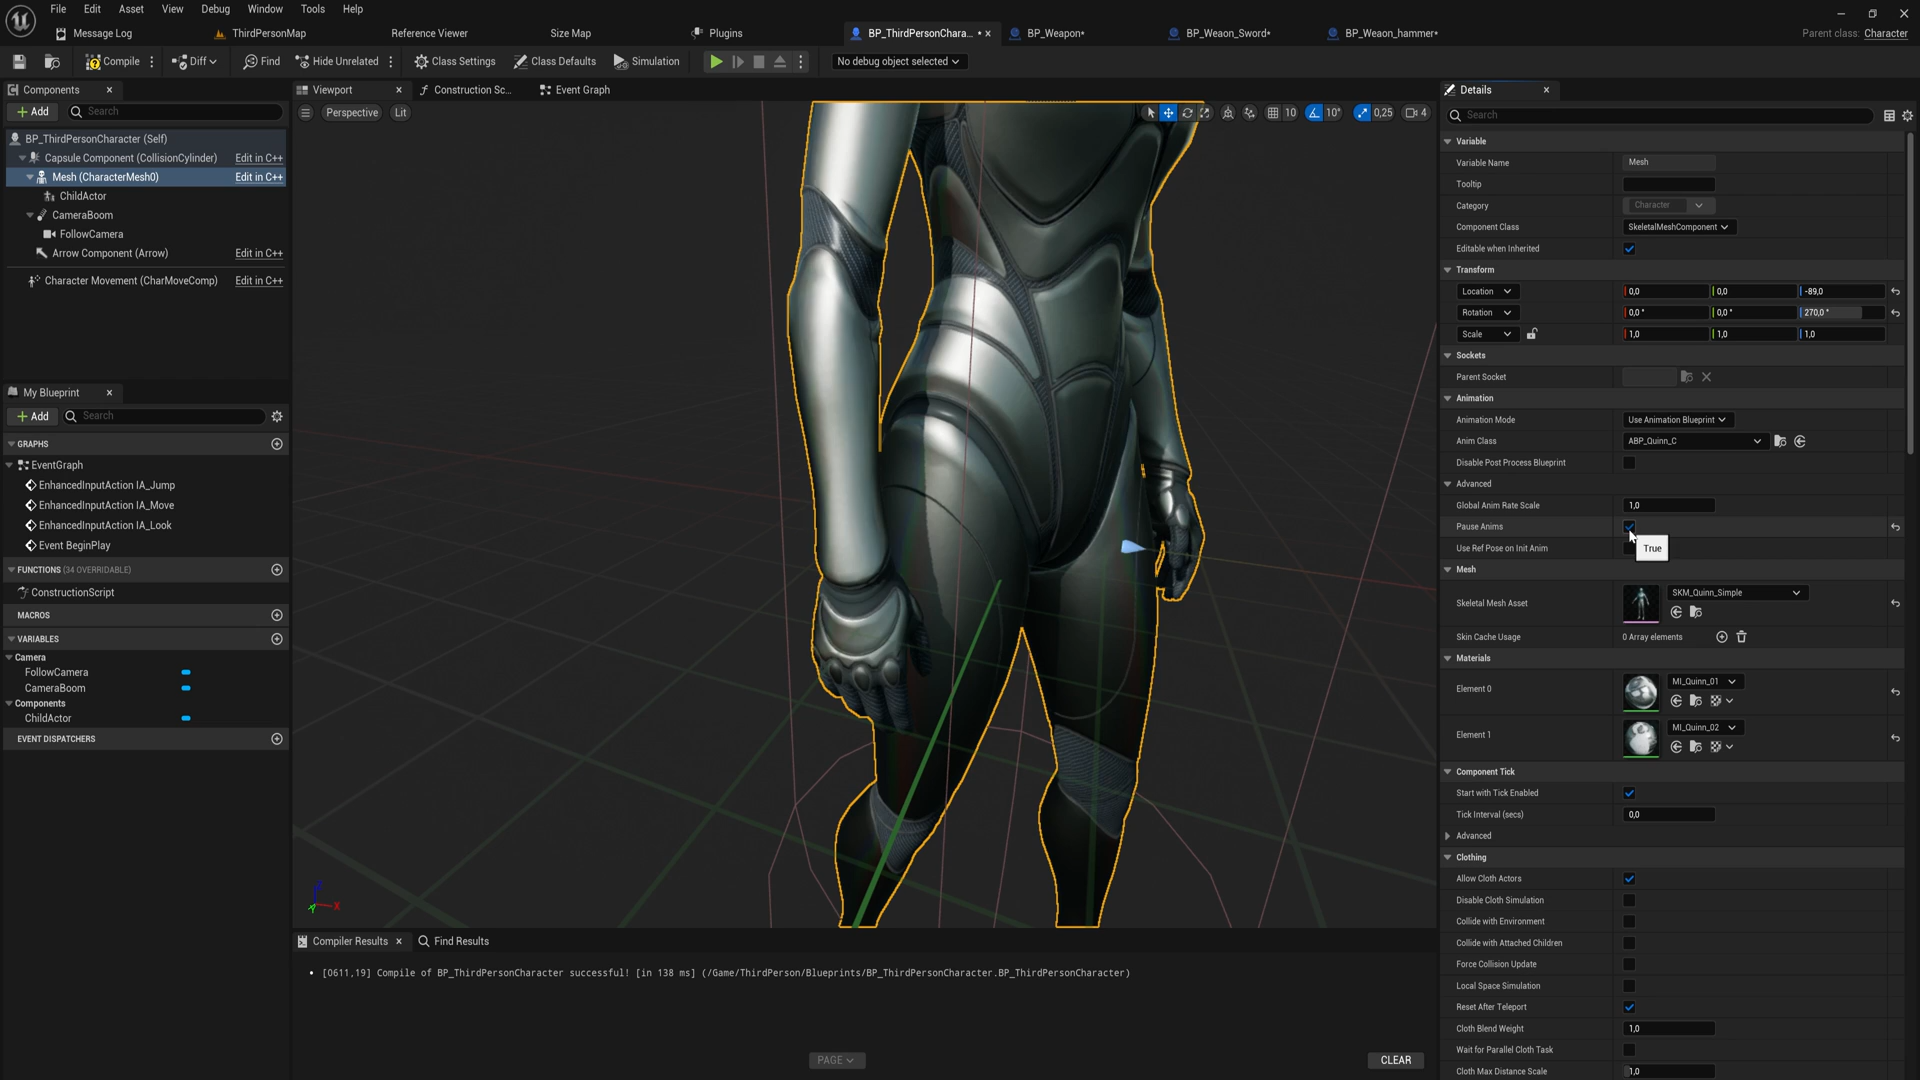 File Edit Asset View Debug Window Tools Help
Message Log
ThirdPersonMap
Reference Viewer
Size Map
Plugins
BP_ThirdPersonChara... *
BP_Weapon*
BP_Weaon_Sword*
BP_Weaon_hammer*
Parent class: Character
Compile
Diff
Find
Hide Unrelated
Class Settings
Class Defaults
Simulation
No debug object selected
Components
Add
Search
BP_ThirdPersonCharacter (Self)
Capsule Component (CollisionCylinder) Edit in C++
Mesh (CharacterMesh0) Edit in C++
ChildActor
CameraBoom
FollowCamera
Arrow Component (Arrow) Edit in C++
Character Movement (CharMoveComp) Edit in C++
My Blueprint
Add
Search
GRAPHS
EventGraph
EnhancedInputAction IA_Jump
EnhancedInputAction IA_Move
EnhancedInputAction IA_Look
Event BeginPlay
FUNCTIONS (34 OVERRIDABLE)
ConstructionScript
MACROS
VARIABLES
Camera
FollowCamera
CameraBoom
Components
ChildActor
EVENT DISPATCHERS
Viewport
Construction Sc...
Event Graph
Perspective
Lit
10
10°
0,25
4
Z
X
Y
Compiler Results
Find Results
[0611,19] Compile of BP_ThirdPersonCharacter successful! [in 138 ms] (/Game/ThirdPerson/Blueprints/BP_ThirdPersonCharacter.BP_ThirdPersonCharacter)
PAGE
CLEAR
Details
Search
Variable
Variable Name Mesh
Tooltip
Category Character
Component Class SkeletalMeshComponent
Editable when Inherited
Transform
Location 0,0 0,0 -89,0
Rotation 0,0 ° 0,0 ° 270,0 °
Scale 1,0 1,0 1,0
Sockets
Parent Socket
Animation
Animation Mode Use Animation Blueprint
Anim Class ABP_Quinn_C
Disable Post Process Blueprint
Advanced
Global Anim Rate Scale 1,0
Pause Anims
Use Ref Pose on Init Anim
True
Mesh
Skeletal Mesh Asset SKM_Quinn_Simple
Skin Cache Usage 0 Array elements
Materials
Element 0 MI_Quinn_01
Element 1 MI_Quinn_02
Component Tick
Start with Tick Enabled
Tick Interval (secs) 0,0
Advanced
Clothing
Allow Cloth Actors
Disable Cloth Simulation
Collide with Environment
Collide with Attached Children
Force Collision Update
Local Space Simulation
Reset After Teleport
Cloth Blend Weight 1,0
Wait for Parallel Cloth Task
Cloth Max Distance Scale 1,0